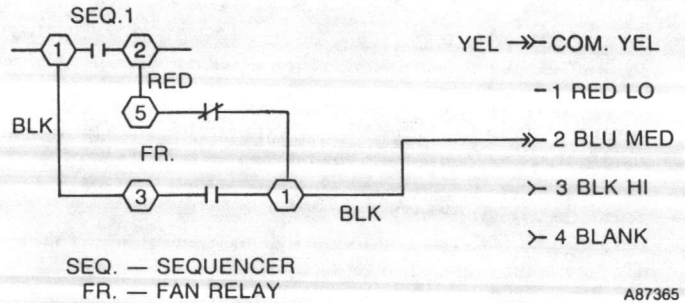 SEQ.1
1 2
YEL COM. YEL
RED
1 RED LO
5
BLK
2 BLU MED
FR.
3 1
BLK
3 BLK HI
4 BLANK
SEQ. — SEQUENCER
FR. — FAN RELAY
A87365